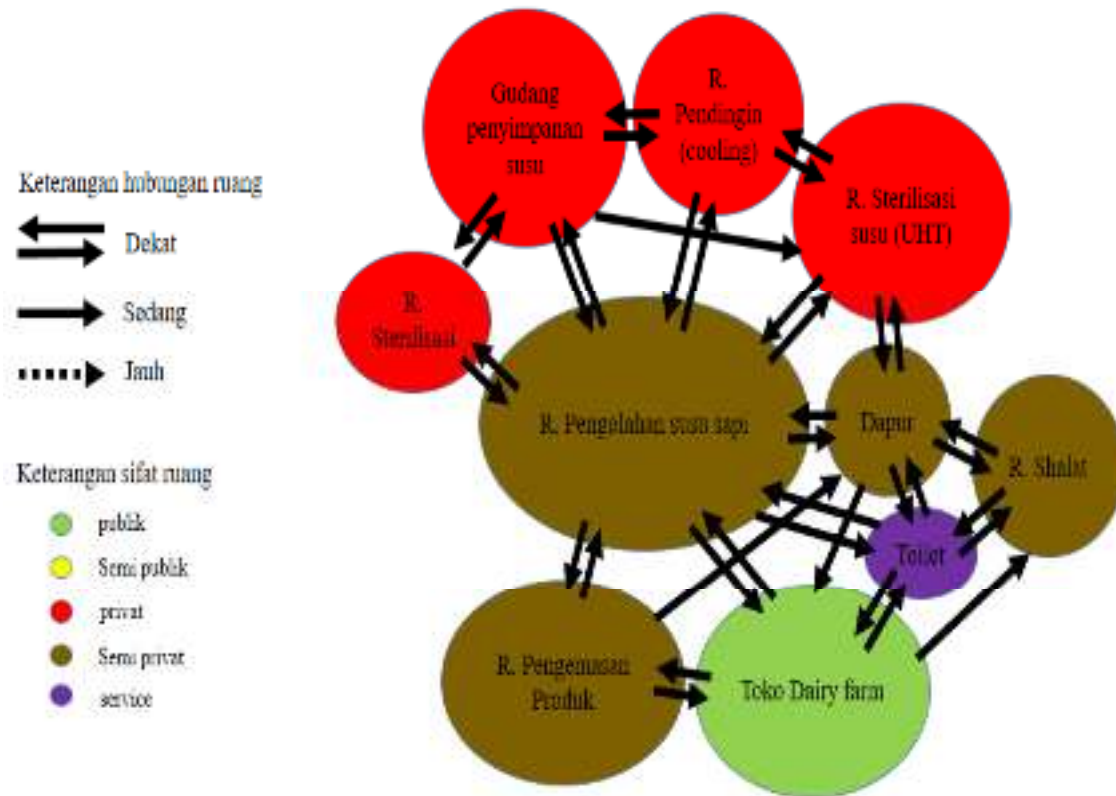 Keterangan hubungan ruang
Dekat
Sedang
Jauh
Keterangan sifat ruang
publik
Semi publik
privat
Semi privat
service
Gudang
penyimpanan
susu
R.
Pendingin
(cooling)
R. Sterilisasi
susu (UHT)
R.
Sterilisasi
R. Pengolahan susu sapi
Dapur
R. Shalat
Toilet
R. Pengemasan
Produk
Toko Dairy farm